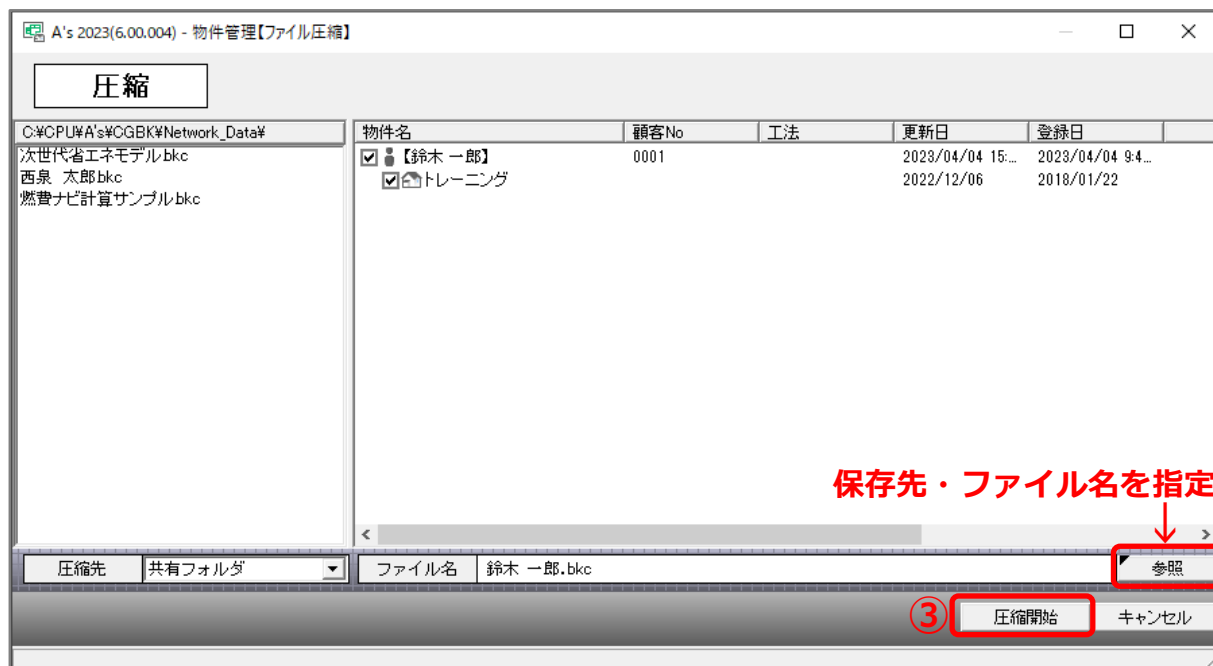 A's 2023(6.00.004) - 物件管理【ファイル圧縮】
圧縮
C:¥CPU¥A's¥CGBK¥Network_Data¥
次世代省エネモデル.bkc
西泉 太郎.bkc
燃費ナビ計算サンプル.bkc
物件名 顧客No 工法 更新日 登録日
【鈴木 一郎】 0001 2023/04/04 15:... 2023/04/04 9:4...
トレーニング 2022/12/06 2018/01/22
保存先・ファイル名を指定
圧縮先 共有フォルダ ファイル名 鈴木 一郎.bkc 参照
③ 圧縮開始 キャンセル